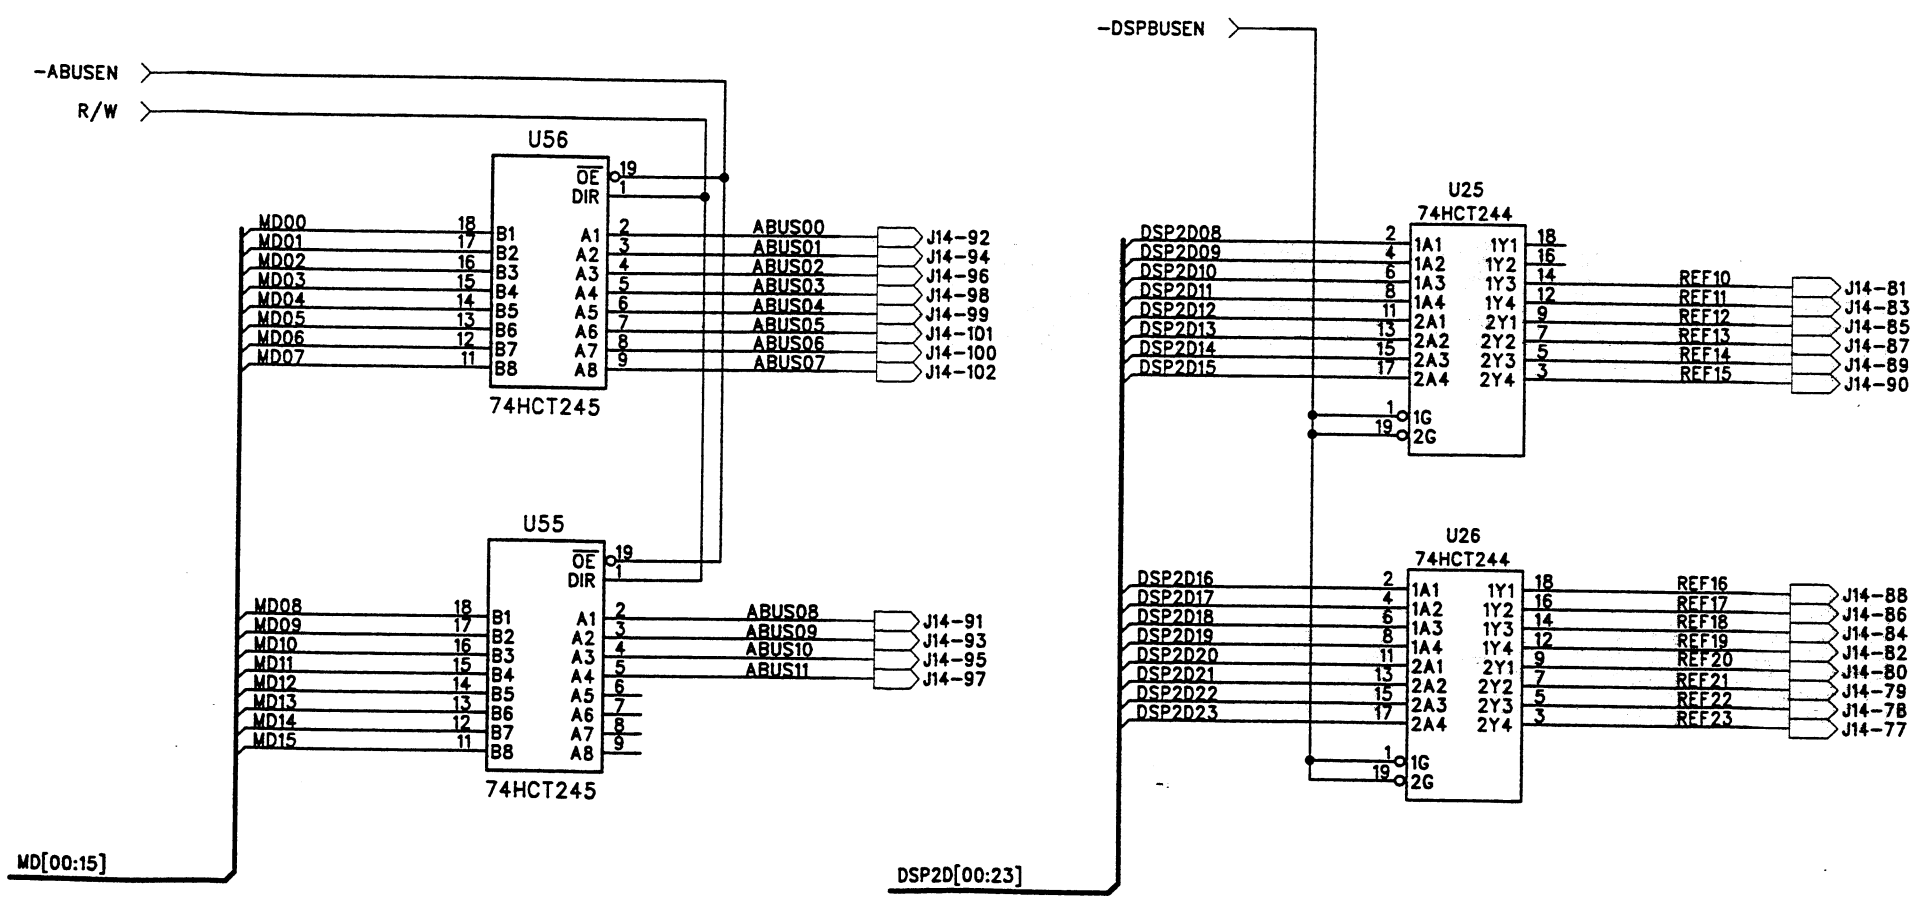 -DSPBUSEN
-ABUSEN
R/W
U56
OE 19
DIR 1
MD00 18 B1 A1 2 ABUS00 J14-92
MD01 17 B2 A2 3 ABUS01 J14-94
MD02 16 B3 A3 4 ABUS02 J14-96
MD03 15 B4 A4 5 ABUS03 J14-98
MD04 14 B5 A5 6 ABUS04 J14-99
MD05 13 B6 A6 7 ABUS05 J14-101
MD06 12 B7 A7 8 ABUS06 J14-100
MD07 11 B8 A8 9 ABUS07 J14-102
74HCT245
U55
OE 19
DIR 1
MD08 18 B1 A1 2 ABUS08 J14-91
MD09 17 B2 A2 3 ABUS09 J14-93
MD10 16 B3 A3 4 ABUS10 J14-95
MD11 15 B4 A4 5 ABUS11 J14-97
MD12 14 B5 A5 6
MD13 13 B6 A6 7
MD14 12 B7 A7 8
MD15 11 B8 A8 9
74HCT245
MD[00:15]
U25
74HCT244
DSP2D08 2 1A1 1Y1 18
DSP2D09 4 1A2 1Y2 16
DSP2D10 6 1A3 1Y3 14 REF10 J14-81
DSP2D11 8 1A4 1Y4 12 REF11 J14-83
DSP2D12 11 2A1 2Y1 9 REF12 J14-85
DSP2D13 13 2A2 2Y2 7 REF13 J14-87
DSP2D14 15 2A3 2Y3 5 REF14 J14-89
DSP2D15 17 2A4 2Y4 3 REF15 J14-90
1 1G
19 2G
U26
74HCT244
DSP2D16 2 1A1 1Y1 18 REF16 J14-88
DSP2D17 4 1A2 1Y2 16 REF17 J14-86
DSP2D18 6 1A3 1Y3 14 REF18 J14-84
DSP2D19 8 1A4 1Y4 12 REF19 J14-82
DSP2D20 11 2A1 2Y1 9 REF20 J14-80
DSP2D21 13 2A2 2Y2 7 REF21 J14-79
DSP2D22 15 2A3 2Y3 5 REF22 J14-78
DSP2D23 17 2A4 2Y4 3 REF23 J14-77
1 1G
19 2G
DSP2D[00:23]